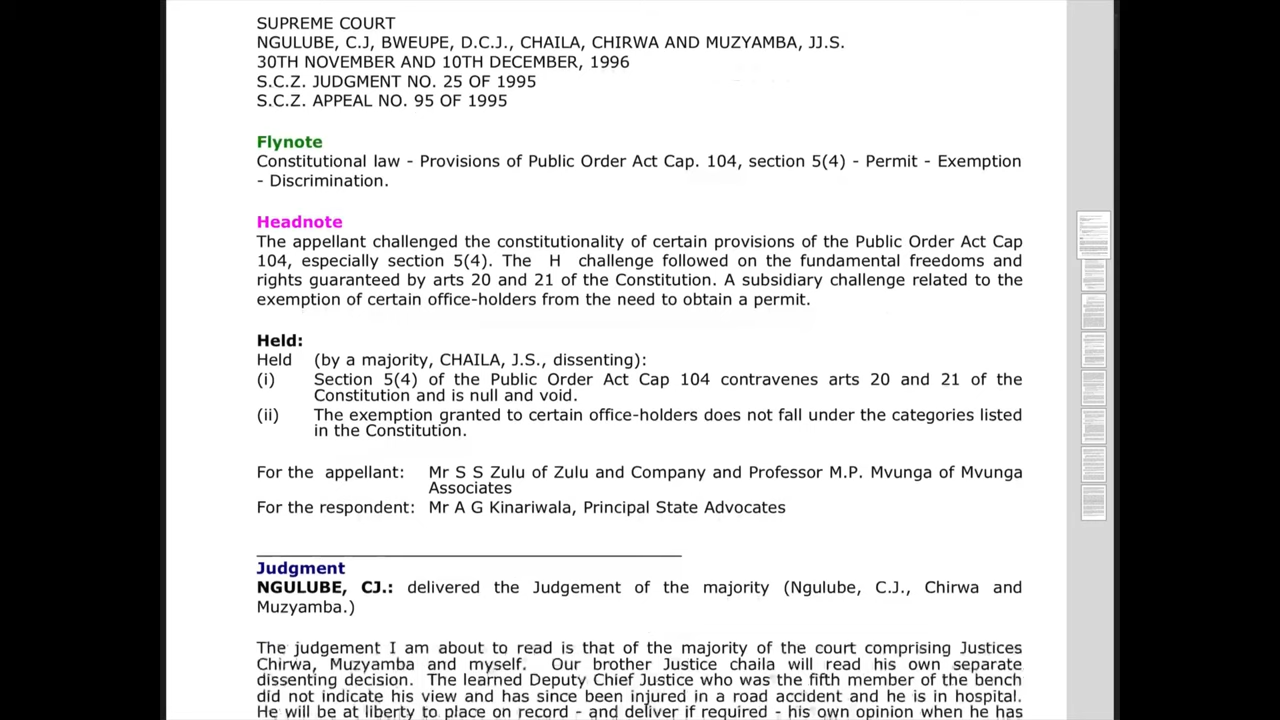 SUPREME COURT
NGULUBE, C.J, BWEUPE, D.C.J., CHAILA, CHIRWA AND MUZYAMBA, JJ.S.
30TH NOVEMBER AND 10TH DECEMBER, 1996
S.C.Z. JUDGMENT NO. 25 OF 1995
S.C.Z. APPEAL NO. 95 OF 1995
Flynote
Constitutional law - Provisions of Public Order Act Cap. 104, section 5(4) - Permit - Exemption
- Discrimination.
Headnote
The appellant challenged the constitutionality of certain provisions of the Public Order Act Cap
104, especially section 5(4). The H challenge followed on the fundamental freedoms and
rights guaranteed by arts 20 and 21 of the Constitution. A subsidiary challenge related to the
exemption of certain office-holders from the need to obtain a permit.
Held:
Held (by a majority, CHAILA, J.S., dissenting):
(i) Section 5(4) of the Public Order Act Cap 104 contravenes arts 20 and 21 of the
Constitution and is null and void.
(ii) The exemption granted to certain office-holders does not fall under the categories listed
in the Constitution.
For the appellant: Mr S S Zulu of Zulu and Company and Professor M.P. Mvunga of Mvunga
Associates
For the respondent: Mr A G Kinariwala, Principal State Advocates
Judgment
NGULUBE, CJ.: delivered the Judgement of the majority (Ngulube, C.J., Chirwa and
Muzyamba.)
The judgement I am about to read is that of the majority of the court comprising Justices
Chirwa, Muzyamba and myself. Our brother Justice chaila will read his own separate
dissenting decision. The learned Deputy Chief Justice who was the fifth member of the bench
did not indicate his view and has since been injured in a road accident and he is in hospital.
He will be at liberty to place on record - and deliver if required - his own opinion when he has